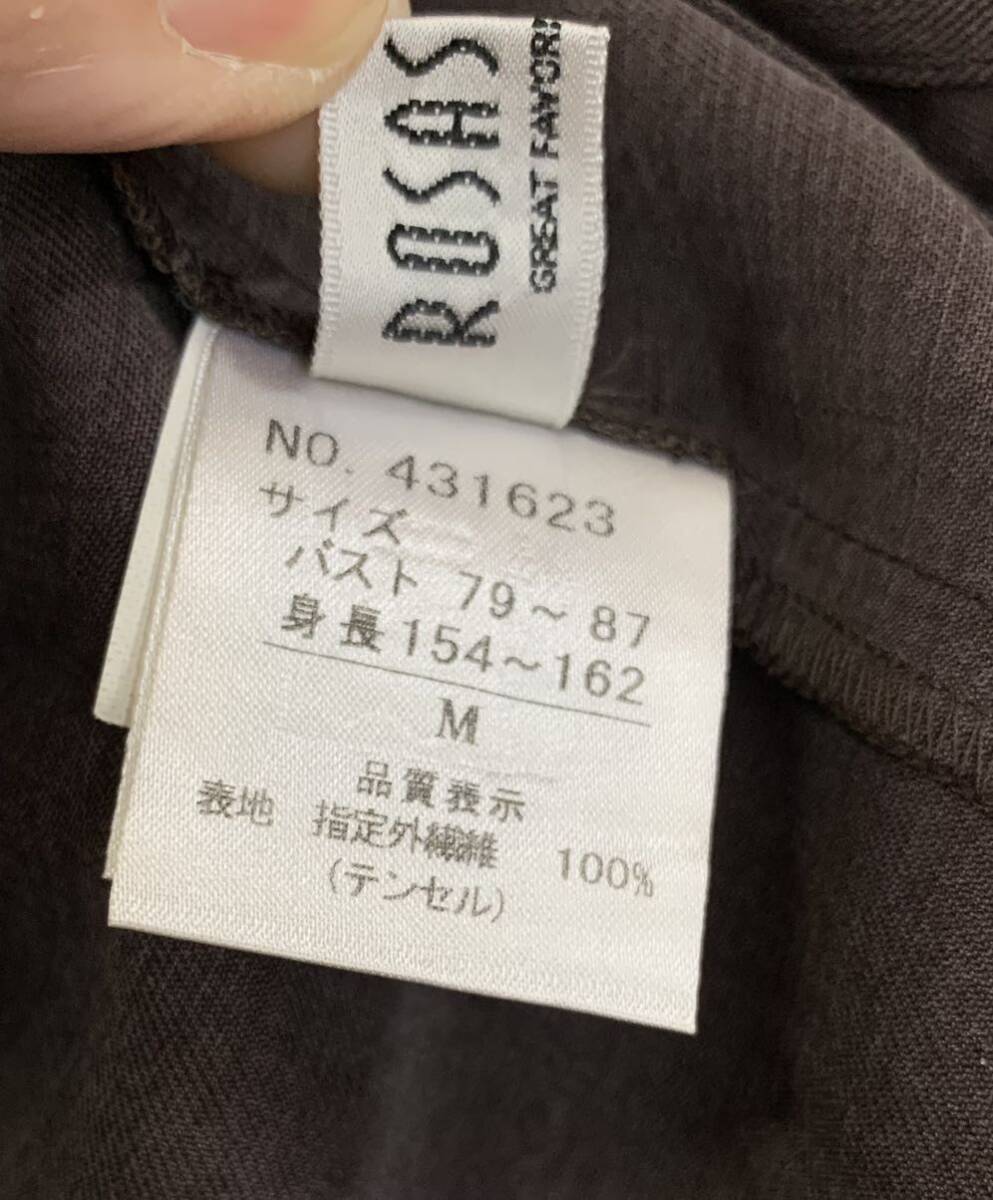 ROSAS
GREAT FAVORI
NO. 431623
サイズ
バスト 79～87
身長154～162
M
品質表示
表地 指定外繊維 100%
(テンセル)